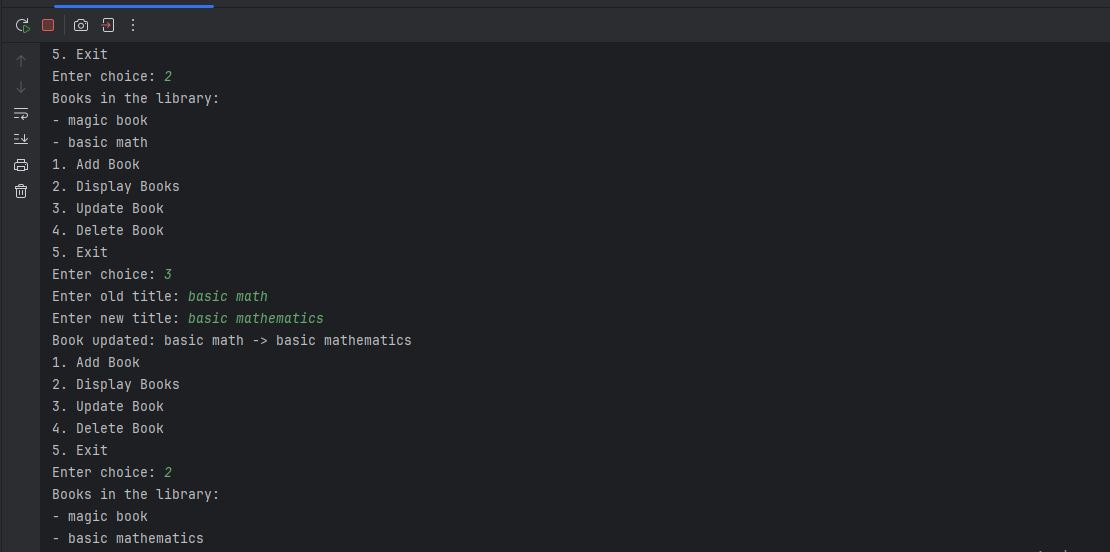 5. Exit
Enter choice: 2
Books in the library:
- magic book
- basic math
1. Add Book
2. Display Books
3. Update Book
4. Delete Book
5. Exit
Enter choice: 3
Enter old title: basic math
Enter new title: basic mathematics
Book updated: basic math -> basic mathematics
1. Add Book
2. Display Books
3. Update Book
4. Delete Book
5. Exit
Enter choice: 2
Books in the library:
- magic book
- basic mathematics